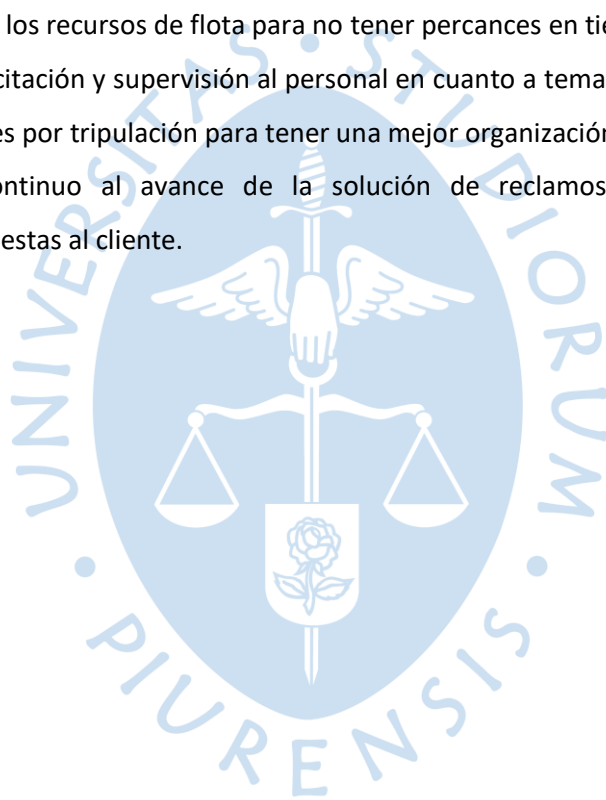 los recursos de flota para no tener percances en tie
citación y supervisión al personal en cuanto a tema
es por tripulación para tener una mejor organización
ontinuo al avance de la solución de reclamos
estas al cliente.
UNIVERSITAS • STUDIORUM • PIURENSIS •